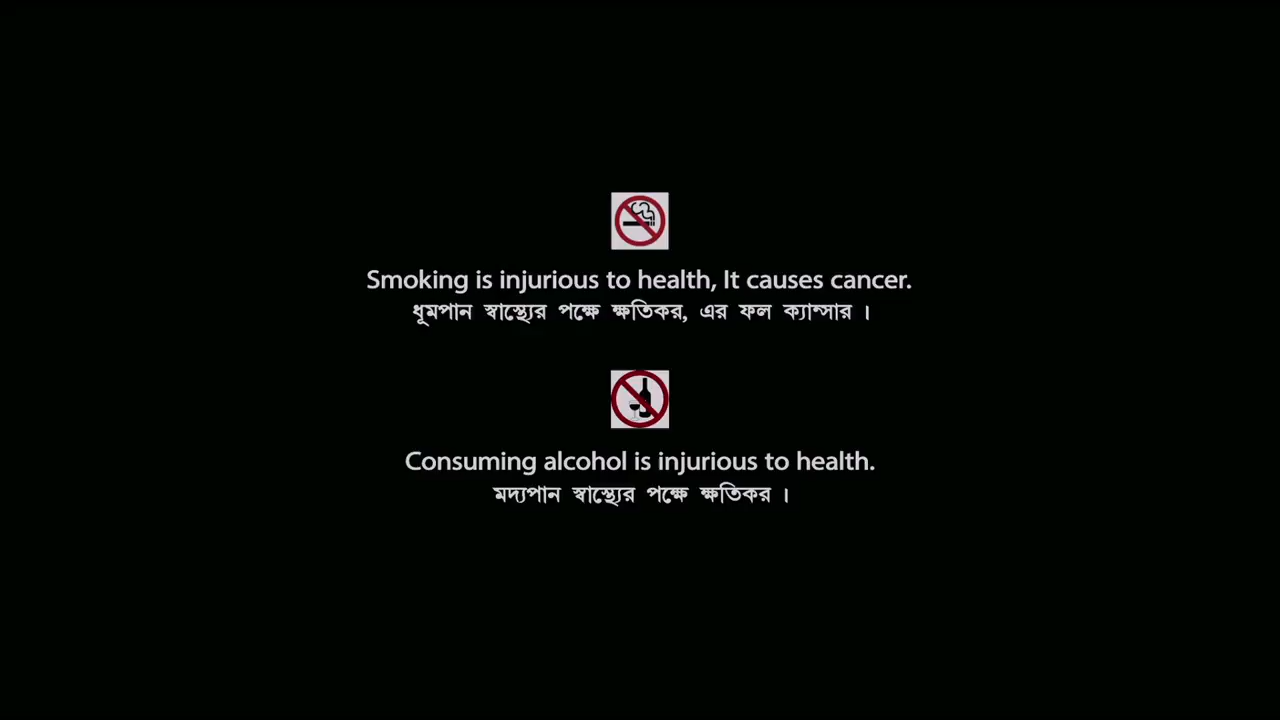 Smoking is injurious to health, It causes cancer.
ধূমপান স্বাস্থ্যের পক্ষে ক্ষতিকর, এর ফল ক্যান্সার ।
Consuming alcohol is injurious to health.
মদ্যপান স্বাস্থ্যের পক্ষে ক্ষতিকর ।